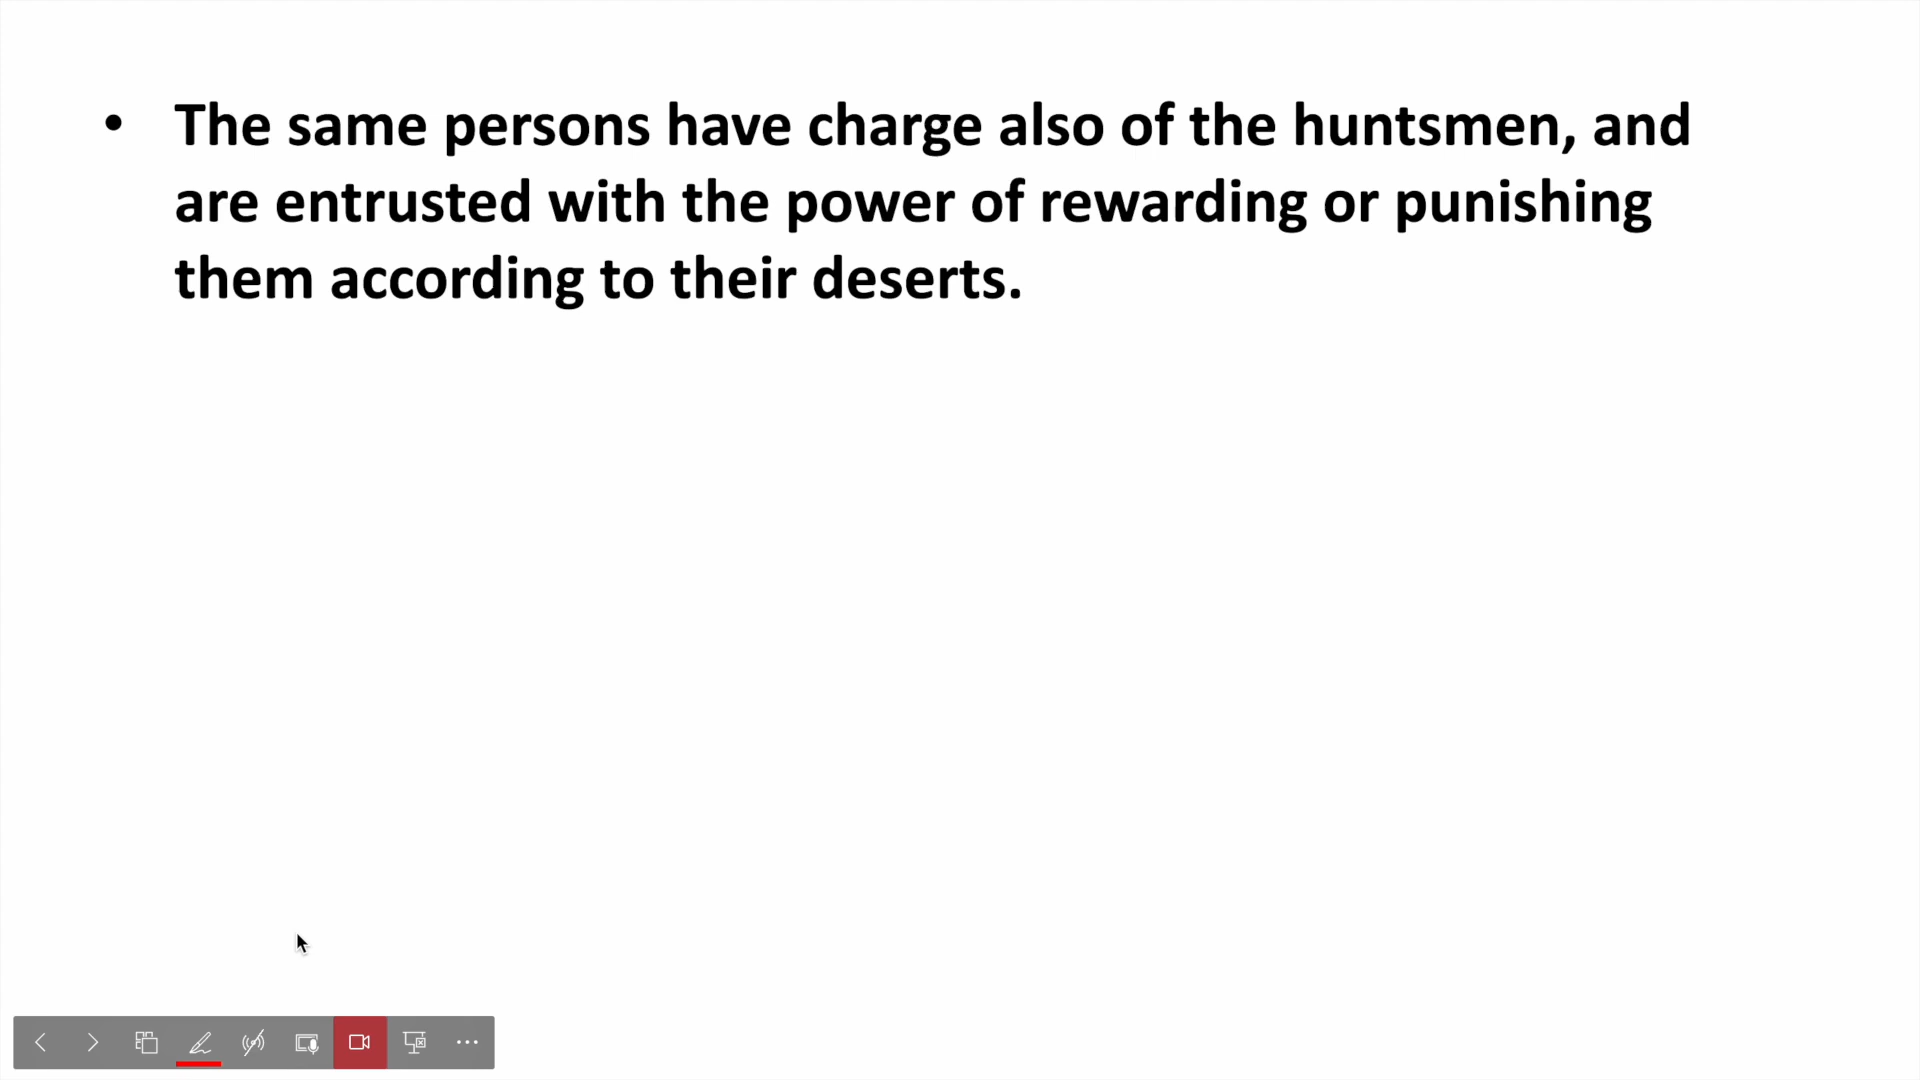 • The same persons have charge also of the huntsmen, and
are entrusted with the power of rewarding or punishing
them according to their deserts.